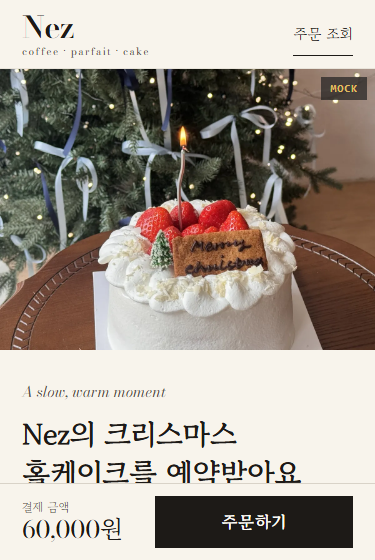 Nez
coffee · parfait · cake
주문 조회
MOCK
Merry
christmas
A slow, warm moment
Nez의 크리스마스
홀케이크를 예약받아요
결제 금액
60,000원
주문하기